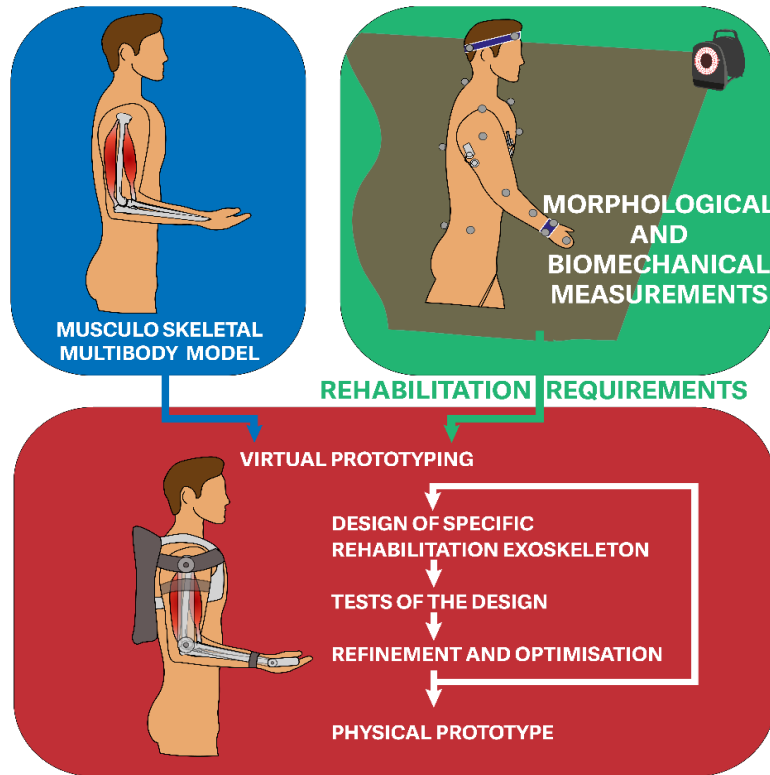 MUSCULO SKELETAL
MULTIBODY MODEL
MORPHOLOGICAL
AND
BIOMECHANICAL
MEASUREMENTS
REHABILITATION REQUIREMENTS
VIRTUAL PROTOTYPING
DESIGN OF SPECIFIC
REHABILITATION EXOSKELETON
TESTS OF THE DESIGN
REFINEMENT AND OPTIMISATION
PHYSICAL PROTOTYPE